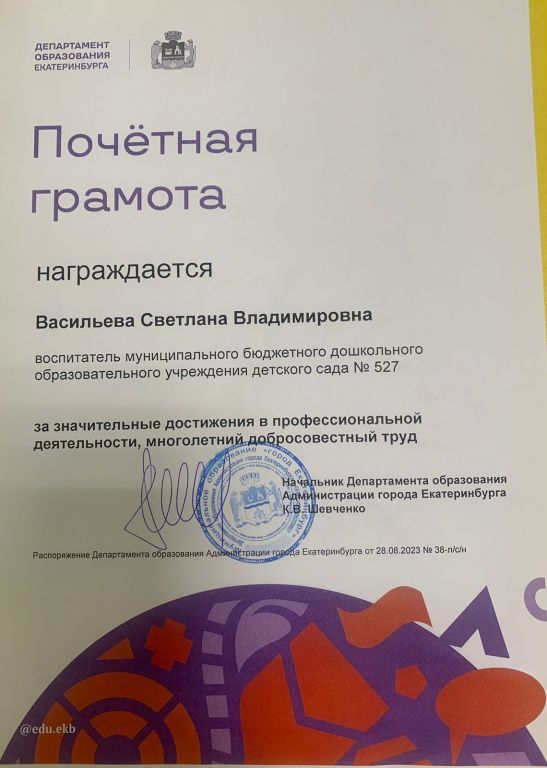 ДЕПАРТАМЕНТ
ОБРАЗОВАНИЯ
ЕКАТЕРИНБУРГА
Почётная
грамота
награждается
Васильева Светлана Владимировна
воспитатель муниципального бюджетного дошкольного
образовательного учреждения детского сада № 527
за значительные достижения в профессиональной
деятельности, многолетний добросовестный труд
Начальник Департамента образования
Администрации города Екатеринбурга
К.В. Шевченко
Распоряжение Департамента образования Администрации города Екатеринбурга от 28.08.2023 № 38-л/с/н
@edu.ekb